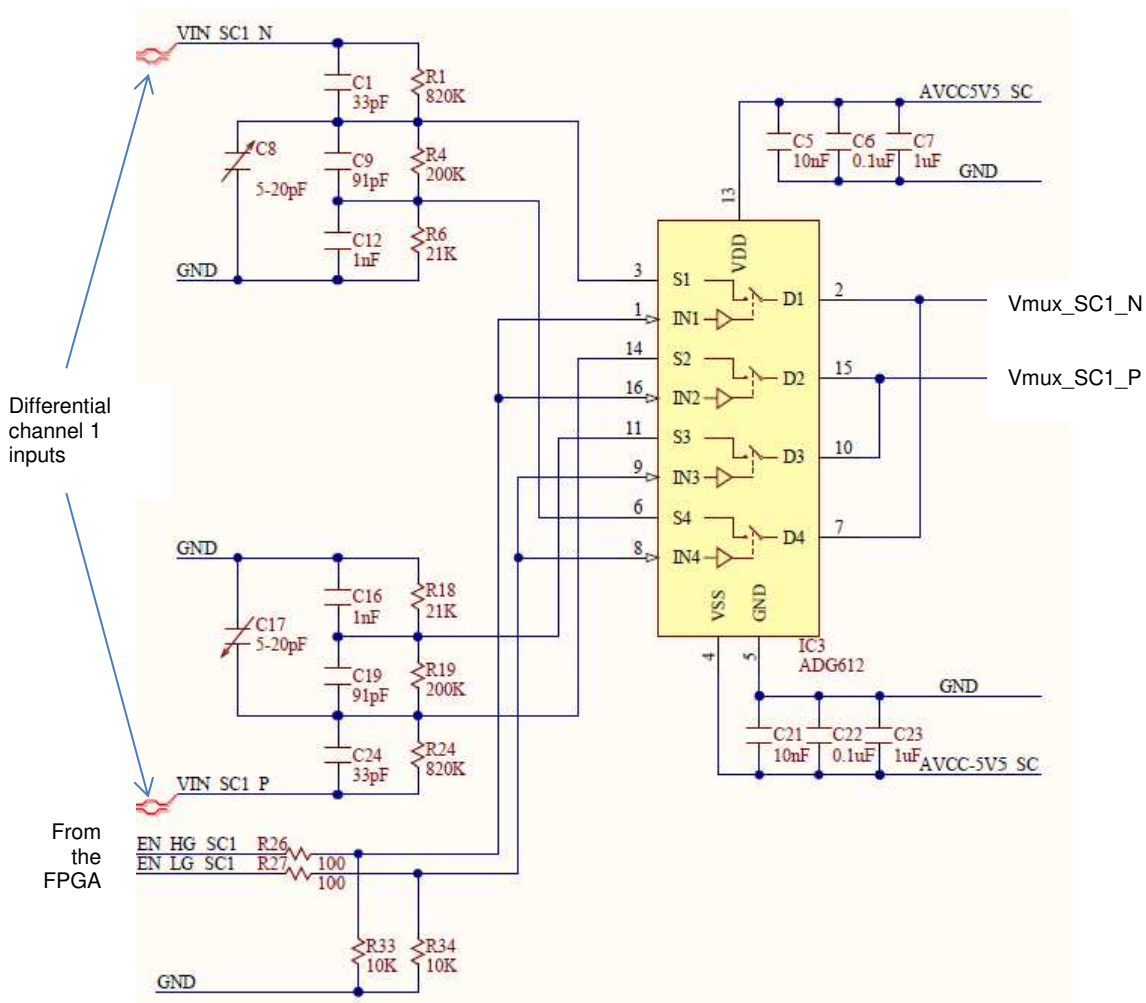 VIN_SC1_N
C1
33pF
R1
820K
C8
5-20pF
C9
91pF
R4
200K
C12
1nF
R6
21K
GND
AVCC5V5_SC
C5
10nF
C6
0.1uF
C7
1uF
GND
13
VDD
3
S1
D1
2
Vmux_SC1_N
1
IN1
14
S2
D2
15
Vmux_SC1_P
16
IN2
11
S3
D3
10
9
IN3
6
S4
D4
7
8
IN4
VSS
GND
4
5
IC3
ADG612
Differential
channel 1
inputs
GND
C16
1nF
R18
21K
C17
5-20pF
C19
91pF
R19
200K
C24
33pF
R24
820K
VIN_SC1_P
GND
C21
10nF
C22
0.1uF
C23
1uF
AVCC-5V5_SC
From
the
FPGA
EN_HG_SC1
R26
100
EN_LG_SC1
R27
100
R33
10K
R34
10K
GND